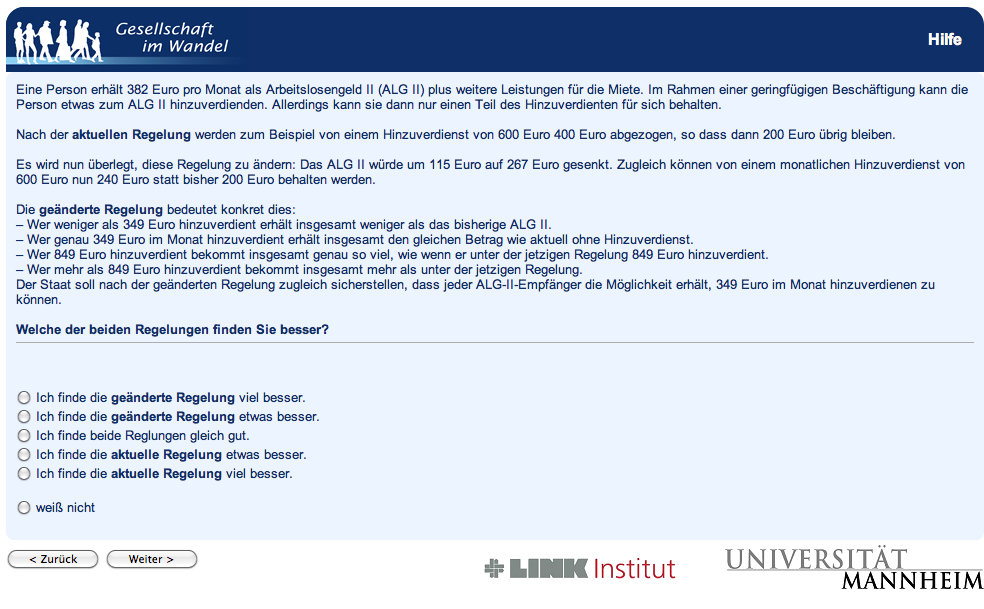 Gesellschaft
im Wandel
Hilfe
Eine Person erhält 382 Euro pro Monat als Arbeitslosengeld II (ALG II) plus weitere Leistungen für die Miete. Im Rahmen einer geringfügigen Beschäftigung kann die
Person etwas zum ALG II hinzuverdienden. Allerdings kann sie dann nur einen Teil des Hinzuverdienten für sich behalten.
Nach der aktuellen Regelung werden zum Beispiel von einem Hinzuverdienst von 600 Euro 400 Euro abgezogen, so dass dann 200 Euro übrig bleiben.
Es wird nun überlegt, diese Regelung zu ändern: Das ALG II würde um 115 Euro auf 267 Euro gesenkt. Zugleich können von einem monatlichen Hinzuverdienst von
600 Euro nun 240 Euro statt bisher 200 Euro behalten werden.
Die geänderte Regelung bedeutet konkret dies:
– Wer weniger als 349 Euro hinzuverdient erhält insgesamt weniger als das bisherige ALG II.
– Wer genau 349 Euro im Monat hinzuverdient erhält insgesamt den gleichen Betrag wie aktuell ohne Hinzuverdienst.
– Wer 849 Euro hinzuverdient bekommt insgesamt genau so viel, wie wenn er unter der jetzigen Regelung 849 Euro hinzuverdient.
– Wer mehr als 849 Euro hinzuverdient bekommt insgesamt mehr als unter der jetzigen Regelung.
Der Staat soll nach der geänderten Regelung zugleich sicherstellen, dass jeder ALG-II-Empfänger die Möglichkeit erhält, 349 Euro im Monat hinzuverdienen zu
können.
Welche der beiden Regelungen finden Sie besser?
Ich finde die geänderte Regelung viel besser.
Ich finde die geänderte Regelung etwas besser.
Ich finde beide Reglungen gleich gut.
Ich finde die aktuelle Regelung etwas besser.
Ich finde die aktuelle Regelung viel besser.
weiß nicht
< Zurück
Weiter >
LINK Institut
UNIVERSITÄT
MANNHEIM